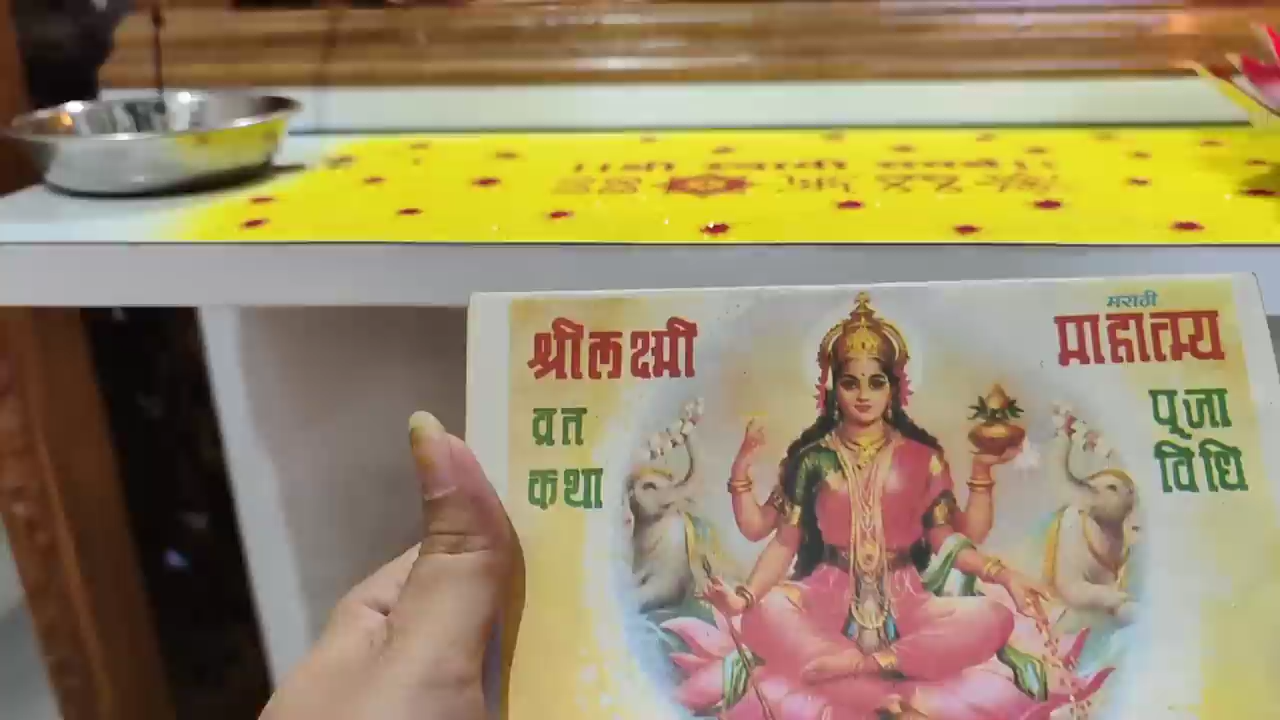 मराठी
श्रीलक्ष्मी
माहात्म्य
व्रत
कथा
पूजा
विधि